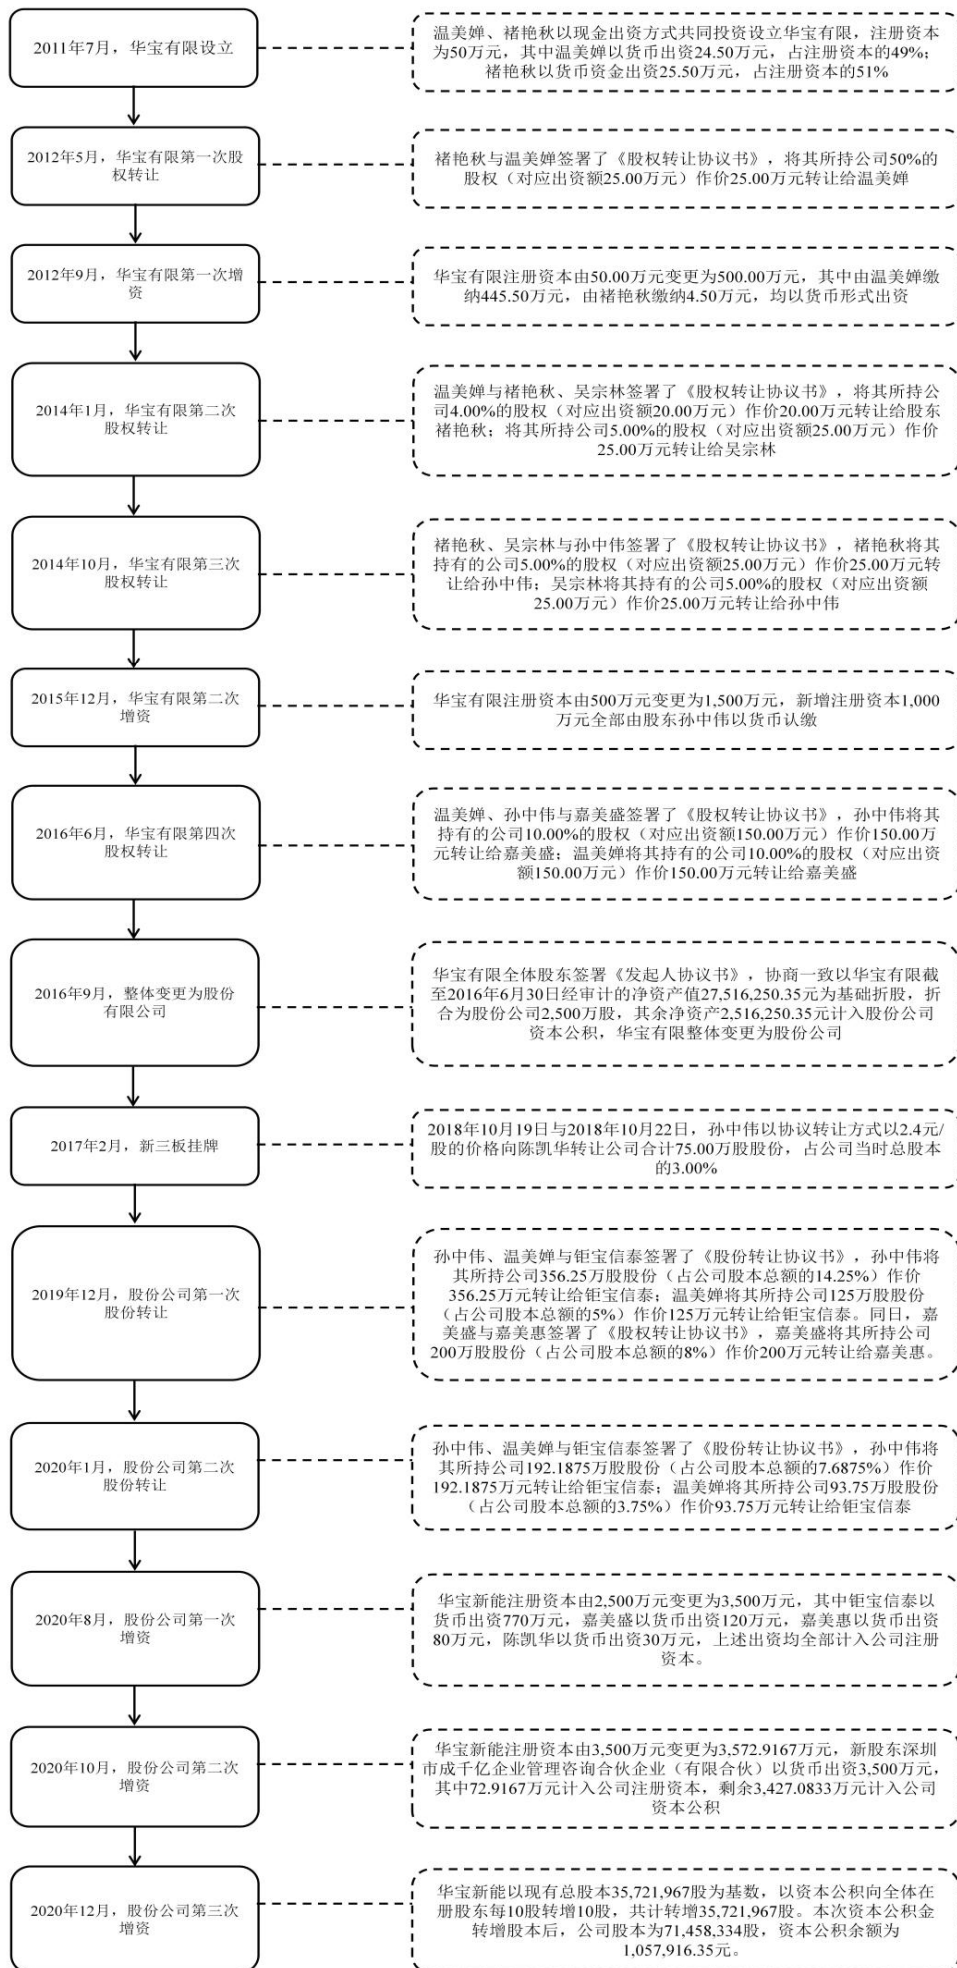 2011年7月，华宝有限设立
温美婵、褚艳秋以现金出资方式共同投资设立华宝有限，注册资本
为50万元，其中温美婵以货币出资24.50万元，占注册资本的49%；
褚艳秋以货币资金出资25.50万元，占注册资本的51%
2012年5月，华宝有限第一次股
权转让
褚艳秋与温美婵签署了《股权转让协议书》，将其所持公司50%的
股权（对应出资额25.00万元）作价25.00万元转让给温美婵
2012年9月，华宝有限第一次增
资
华宝有限注册资本由50.00万元变更为500.00万元，其中由温美婵缴
纳445.50万元，由褚艳秋缴纳4.50万元，均以货币形式出资
2014年1月，华宝有限第二次
股权转让
温美婵与褚艳秋、吴宗林签署了《股权转让协议书》，将其所持公
司4.00%的股权（对应出资额20.00万元）作价20.00万元转让给股东
褚艳秋；将其所持公司5.00%的股权（对应出资额25.00万元）作价
25.00万元转让给吴宗林
2014年10月，华宝有限第三次
股权转让
褚艳秋、吴宗林与孙中伟签署了《股权转让协议书》，褚艳秋将其
持有的公司5.00%的股权（对应出资额25.00万元）作价25.00万元转
让给孙中伟；吴宗林将其持有的公司5.00%的股权（对应出资额
25.00万元）作价25.00万元转让给孙中伟
2015年12月，华宝有限第二次
增资
华宝有限注册资本由500万元变更为1,500万元，新增注册资本1,000
万元全部由股东孙中伟以货币认缴
2016年6月，华宝有限第四次
股权转让
温美婵、孙中伟与嘉美盛签署了《股权转让协议书》，孙中伟将其
持有的公司10.00%的股权（对应出资额150.00万元）作价150.00万
元转让给嘉美盛；温美婵将其持有的公司10.00%的股权（对应出资
额150.00万元）作价150.00万元转让给嘉美盛
2016年9月，整体变更为股份
有限公司
华宝有限全体股东签署《发起人协议书》，协商一致以华宝有限截
至2016年6月30日经审计的净资产值27,516,250.35元为基础折股，折
合为股份公司2,500万股，其余净资产2,516,250.35元计入股份公司
资本公积，华宝有限整体变更为股份公司
2017年2月，新三板挂牌
2018年10月19日与2018年10月22日，孙中伟以协议转让方式以2.4元/
股的价格向陈凯华转让公司合计75.00万股股份，占公司当时总股本
的3.00%
2019年12月，股份公司第一次
股份转让
孙中伟、温美婵与钜宝信泰签署了《股份转让协议书》，孙中伟将
其所持公司356.25万股股份（占公司股本总额的14.25%）作价
356.25万元转让给钜宝信泰；温美婵将其所持公司125万股股份
（占公司股本总额的5%）作价125万元转让给钜宝信泰。同日，嘉
美盛与嘉美惠签署了《股权转让协议书》，嘉美盛将其所持公司
200万股股份（占公司股本总额的8%）作价200万元转让给嘉美惠。
2020年1月，股份公司第二次
股份转让
孙中伟、温美婵与钜宝信泰签署了《股份转让协议书》，孙中伟将
其所持公司192.1875万股股份（占公司股本总额的7.6875%）作价
192.1875万元转让给钜宝信泰；温美婵将其所持公司93.75万股股份
（占公司股本总额的3.75%）作价93.75万元转让给钜宝信泰
2020年8月，股份公司第一次
增资
华宝新能注册资本由2,500万元变更为3,500万元，其中钜宝信泰以
货币出资770万元，嘉美盛以货币出资120万元，嘉美惠以货币出资
80万元，陈凯华以货币出资30万元，上述出资均全部计入公司注册
资本。
2020年10月，股份公司第二次
增资
华宝新能注册资本由3,500万元变更为3,572.9167万元，新股东深圳
市成千亿企业管理咨询合伙企业（有限合伙）以货币出资3,500万元，
其中72.9167万元计入公司注册资本，剩余3,427.0833万元计入公司
资本公积
2020年12月，股份公司第三次
增资
华宝新能以现有总股本35,721,967股为基数，以资本公积向全体在
册股东每10股转增10股，共计转增35,721,967股。本次资本公积金
转增股本后，公司股本为71,458,334股，资本公积余额为
1,057,916.35元。